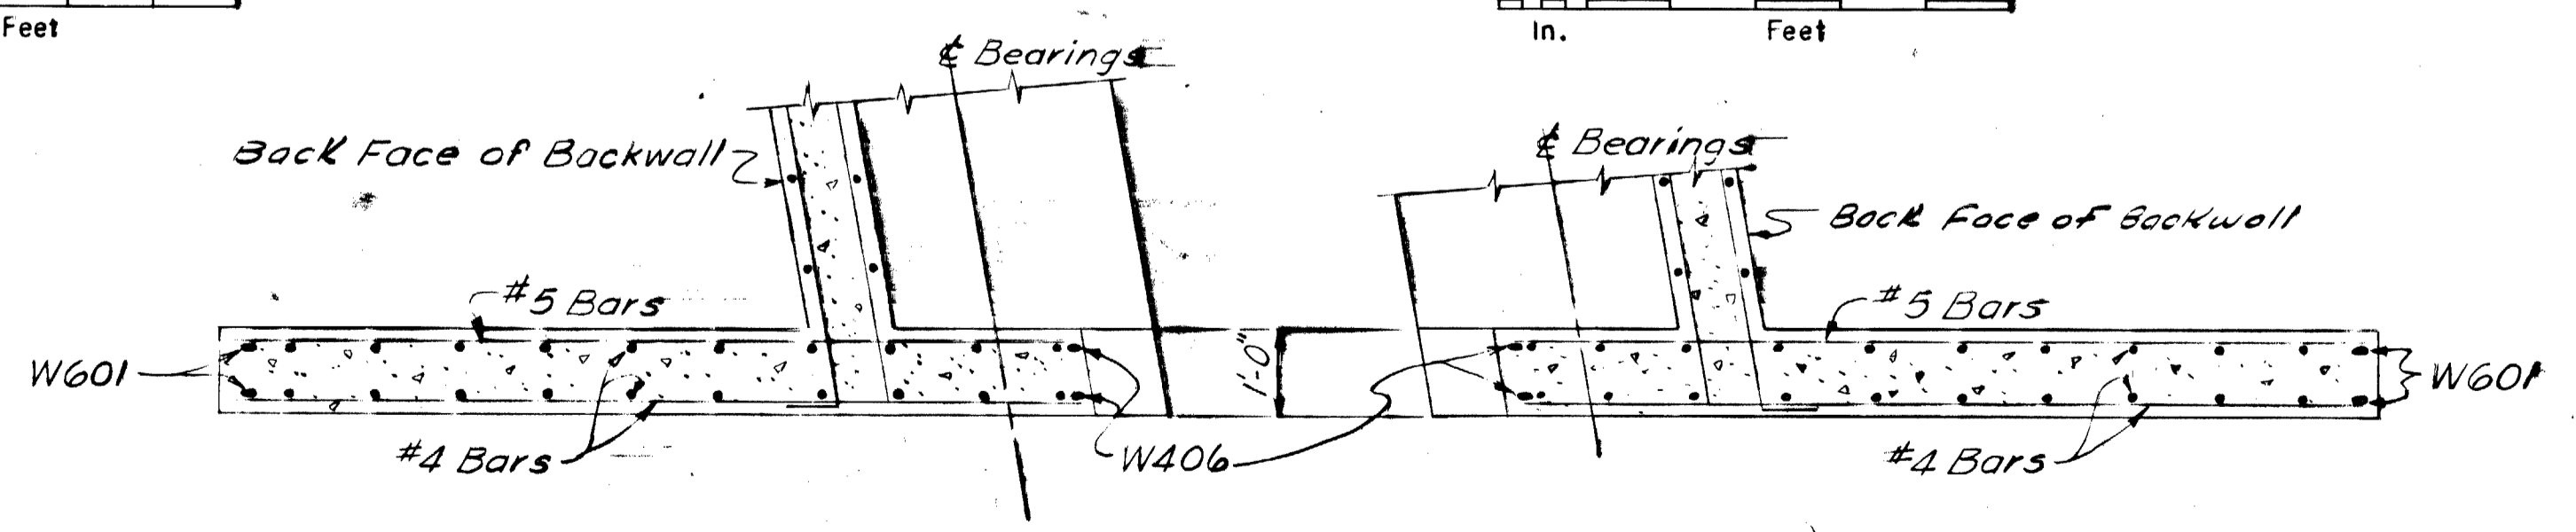 Feet
In.
Feet
℄ Bearings
℄ Bearings
Back Face of Backwall
Back Face of Backwall
#5 Bars
#5 Bars
1'-0"
W601
W601
#4 Bars
W406
#4 Bars